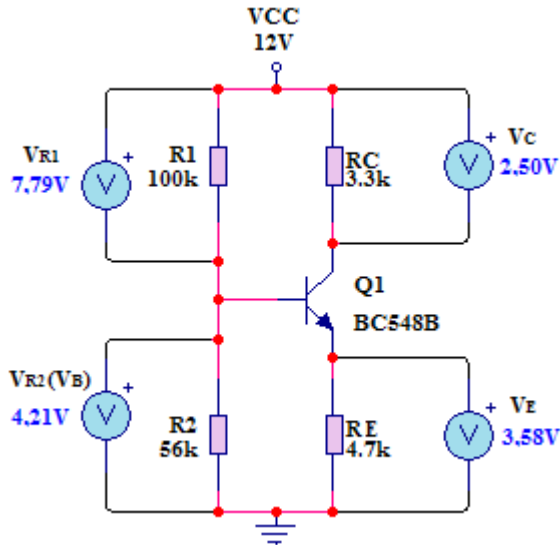 VCC
12V
VR1
7,79V
R1
100k
RC
3.3k
VC
2,50V
Q1
BC548B
VR2(VB)
4,21V
R2
56k
RE
4.7k
VE
3,58V